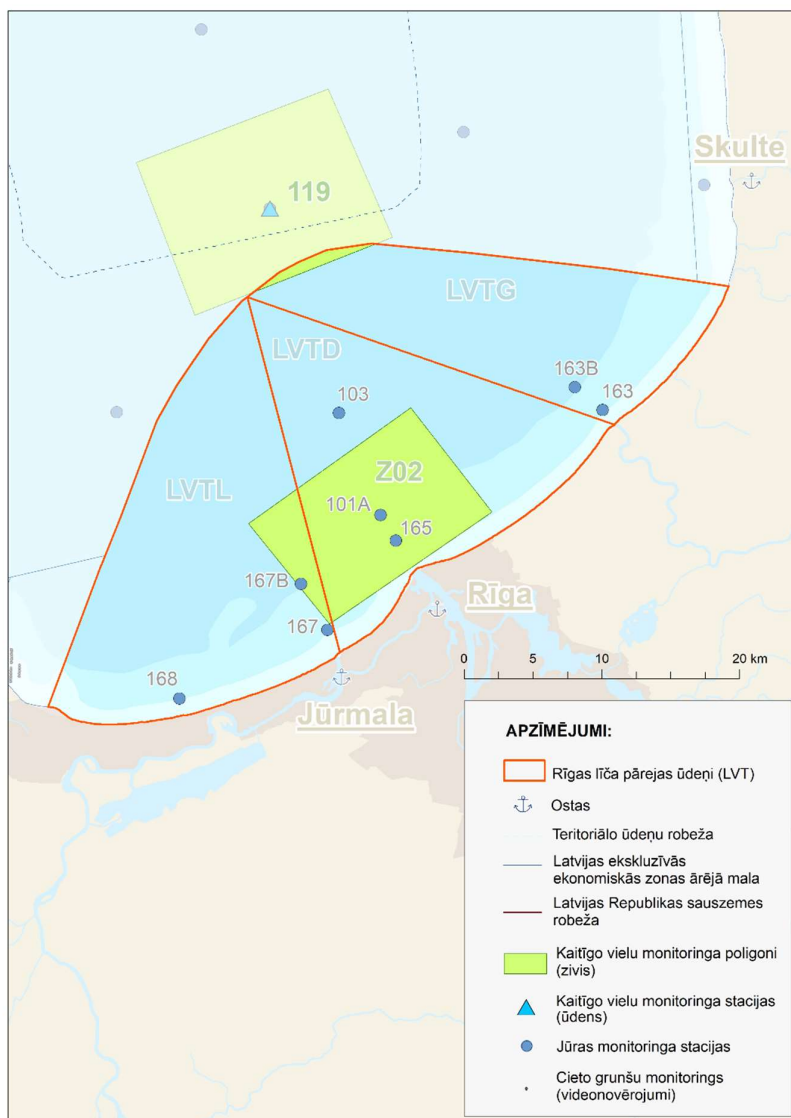 Skulte
119
LVTG
LVTD
163B
163
103
Z02
LVTL
101A
165
167B
Rīga
167
168
Jūrmala
0 5 10 20 km
APZĪMĒJUMI:
Rīgas līča pārejas ūdeņi (LVT)
Ostas
Teritoriālo ūdeņu robeža
Latvijas ekskluzīvās
ekonomiskās zonas ārējā mala
Latvijas Republikas sauszemes
robeža
Kaitīgo vielu monitoringa poligoni
(zivis)
Kaitīgo vielu monitoringa stacijas
(ūdens)
Jūras monitoringa stacijas
Cieto grunšu monitorings
(videonovērojumi)